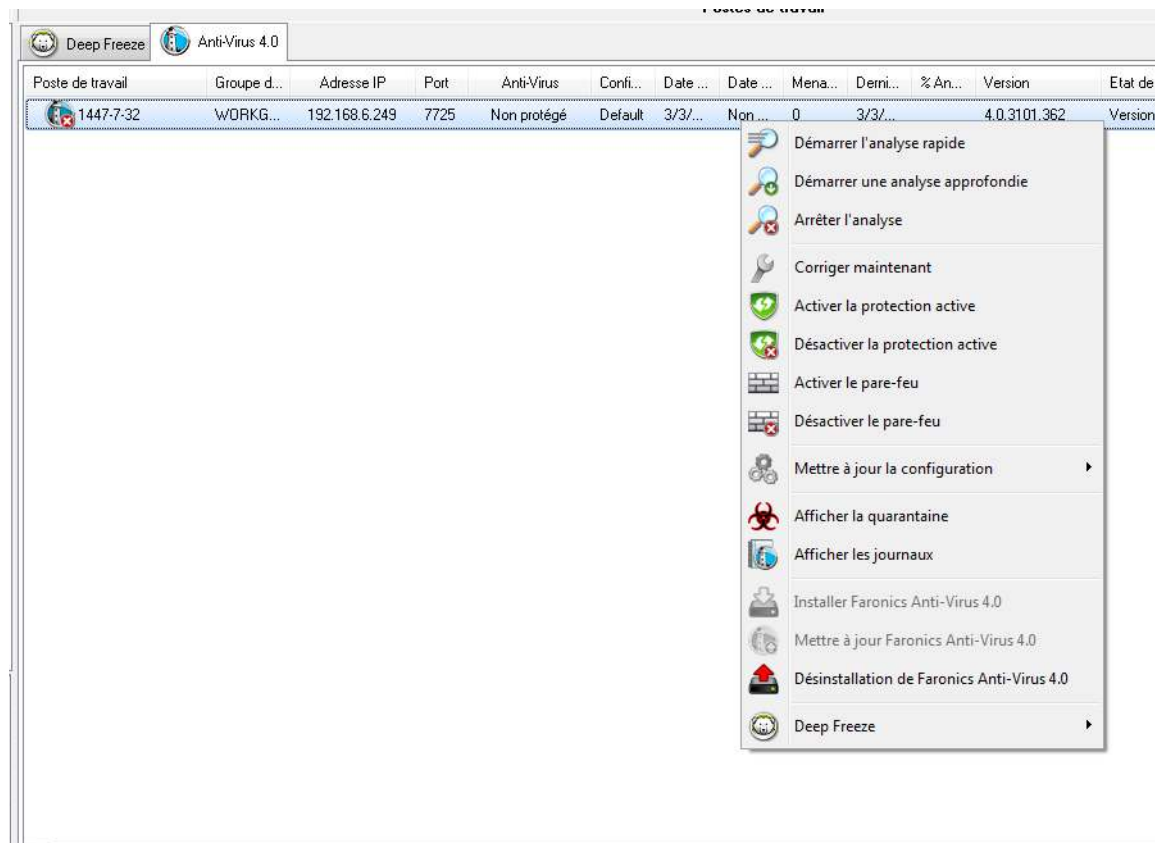 Postes de travail
Deep Freeze Anti-Virus 4.0
Poste de travail Groupe d... Adresse IP Port Anti-Virus Confi... Date ... Date ... Mena... Derni... % An... Version Etat de
1447-7-32 WORKG... 192.168.6.249 7725 Non protégé Default 3/3/... Non ... 0 3/3/... 4.0.3101.362 Version
Démarrer l'analyse rapide
Démarrer une analyse approfondie
Arrêter l'analyse
Corriger maintenant
Activer la protection active
Désactiver la protection active
Activer le pare-feu
Désactiver le pare-feu
Mettre à jour la configuration
Afficher la quarantaine
Afficher les journaux
Installer Faronics Anti-Virus 4.0
Mettre à jour Faronics Anti-Virus 4.0
Désinstallation de Faronics Anti-Virus 4.0
Deep Freeze